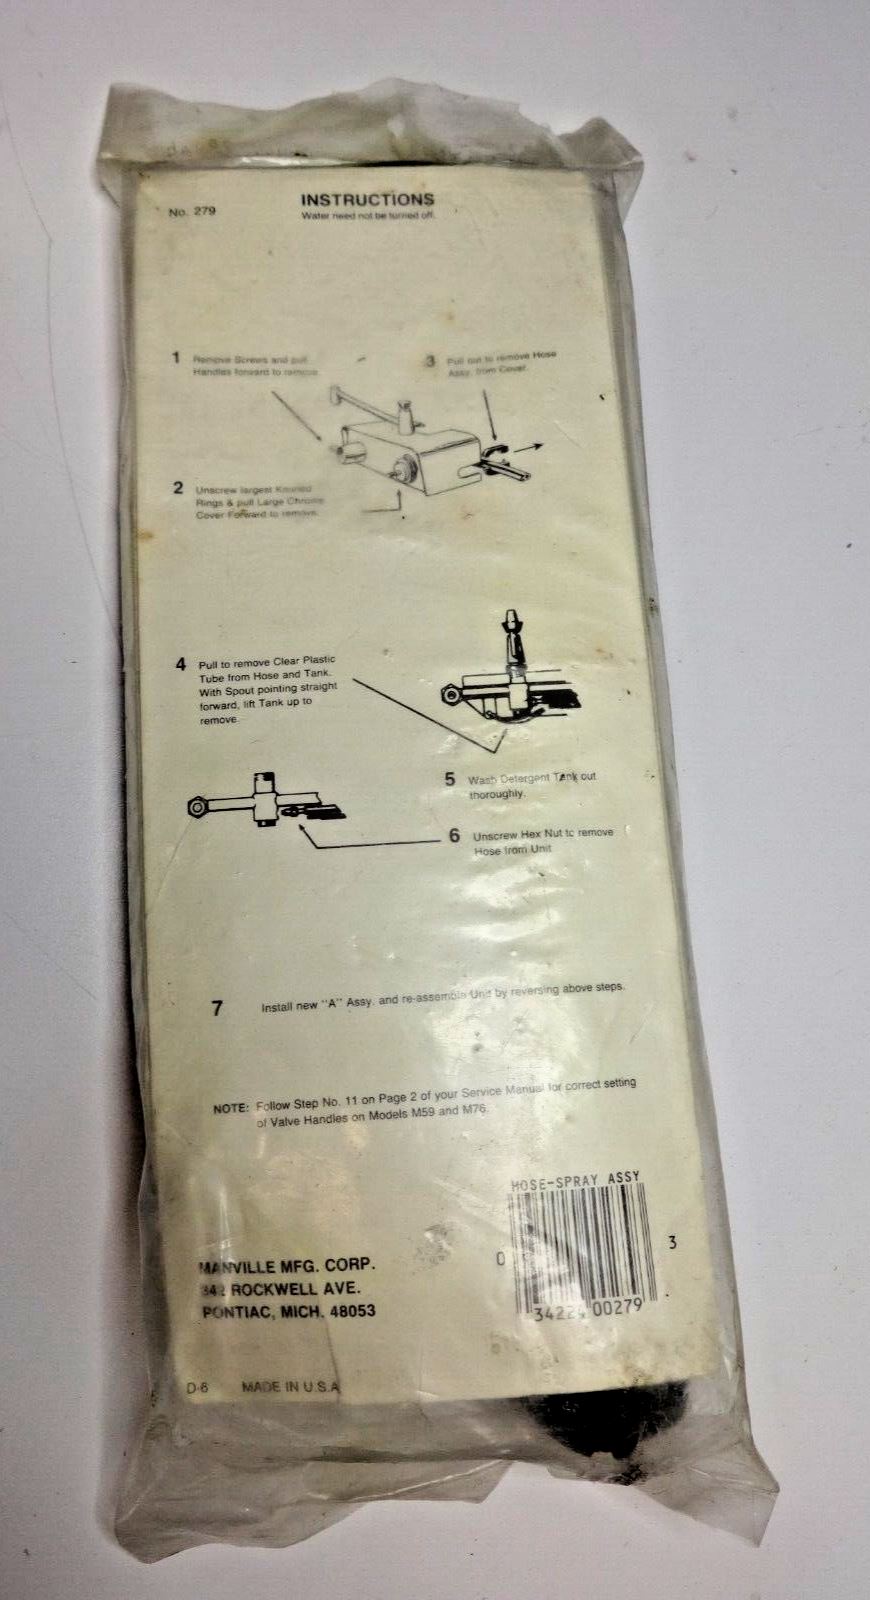 No. 279
INSTRUCTIONS
Water need not be turned off.
1 Remove Screws and pull
Handles forward to remove
3 Pull out to remove Hose
Assy. from Cover.
2 Unscrew largest Knurled
Rings & pull Large Chrome
Cover Forward to remove.
4 Pull to remove Clear Plastic
Tube from Hose and Tank.
With Spout pointing straight
forward, lift Tank up to
remove.
5 Wash Detergent Tank out
thoroughly.
6 Unscrew Hex Nut to remove
Hose from Unit
7 Install new "A" Assy. and re-assemble Unit by reversing above steps.
NOTE: Follow Step No. 11 on Page 2 of your Service Manual for correct setting
of Valve Handles on Models M59 and M76.
HOSE-SPRAY ASSY
0 3
00279
MANVILLE MFG. CORP.
ROCKWELL AVE.
PONTIAC, MICH. 48053
D-6 MADE IN U.S.A.